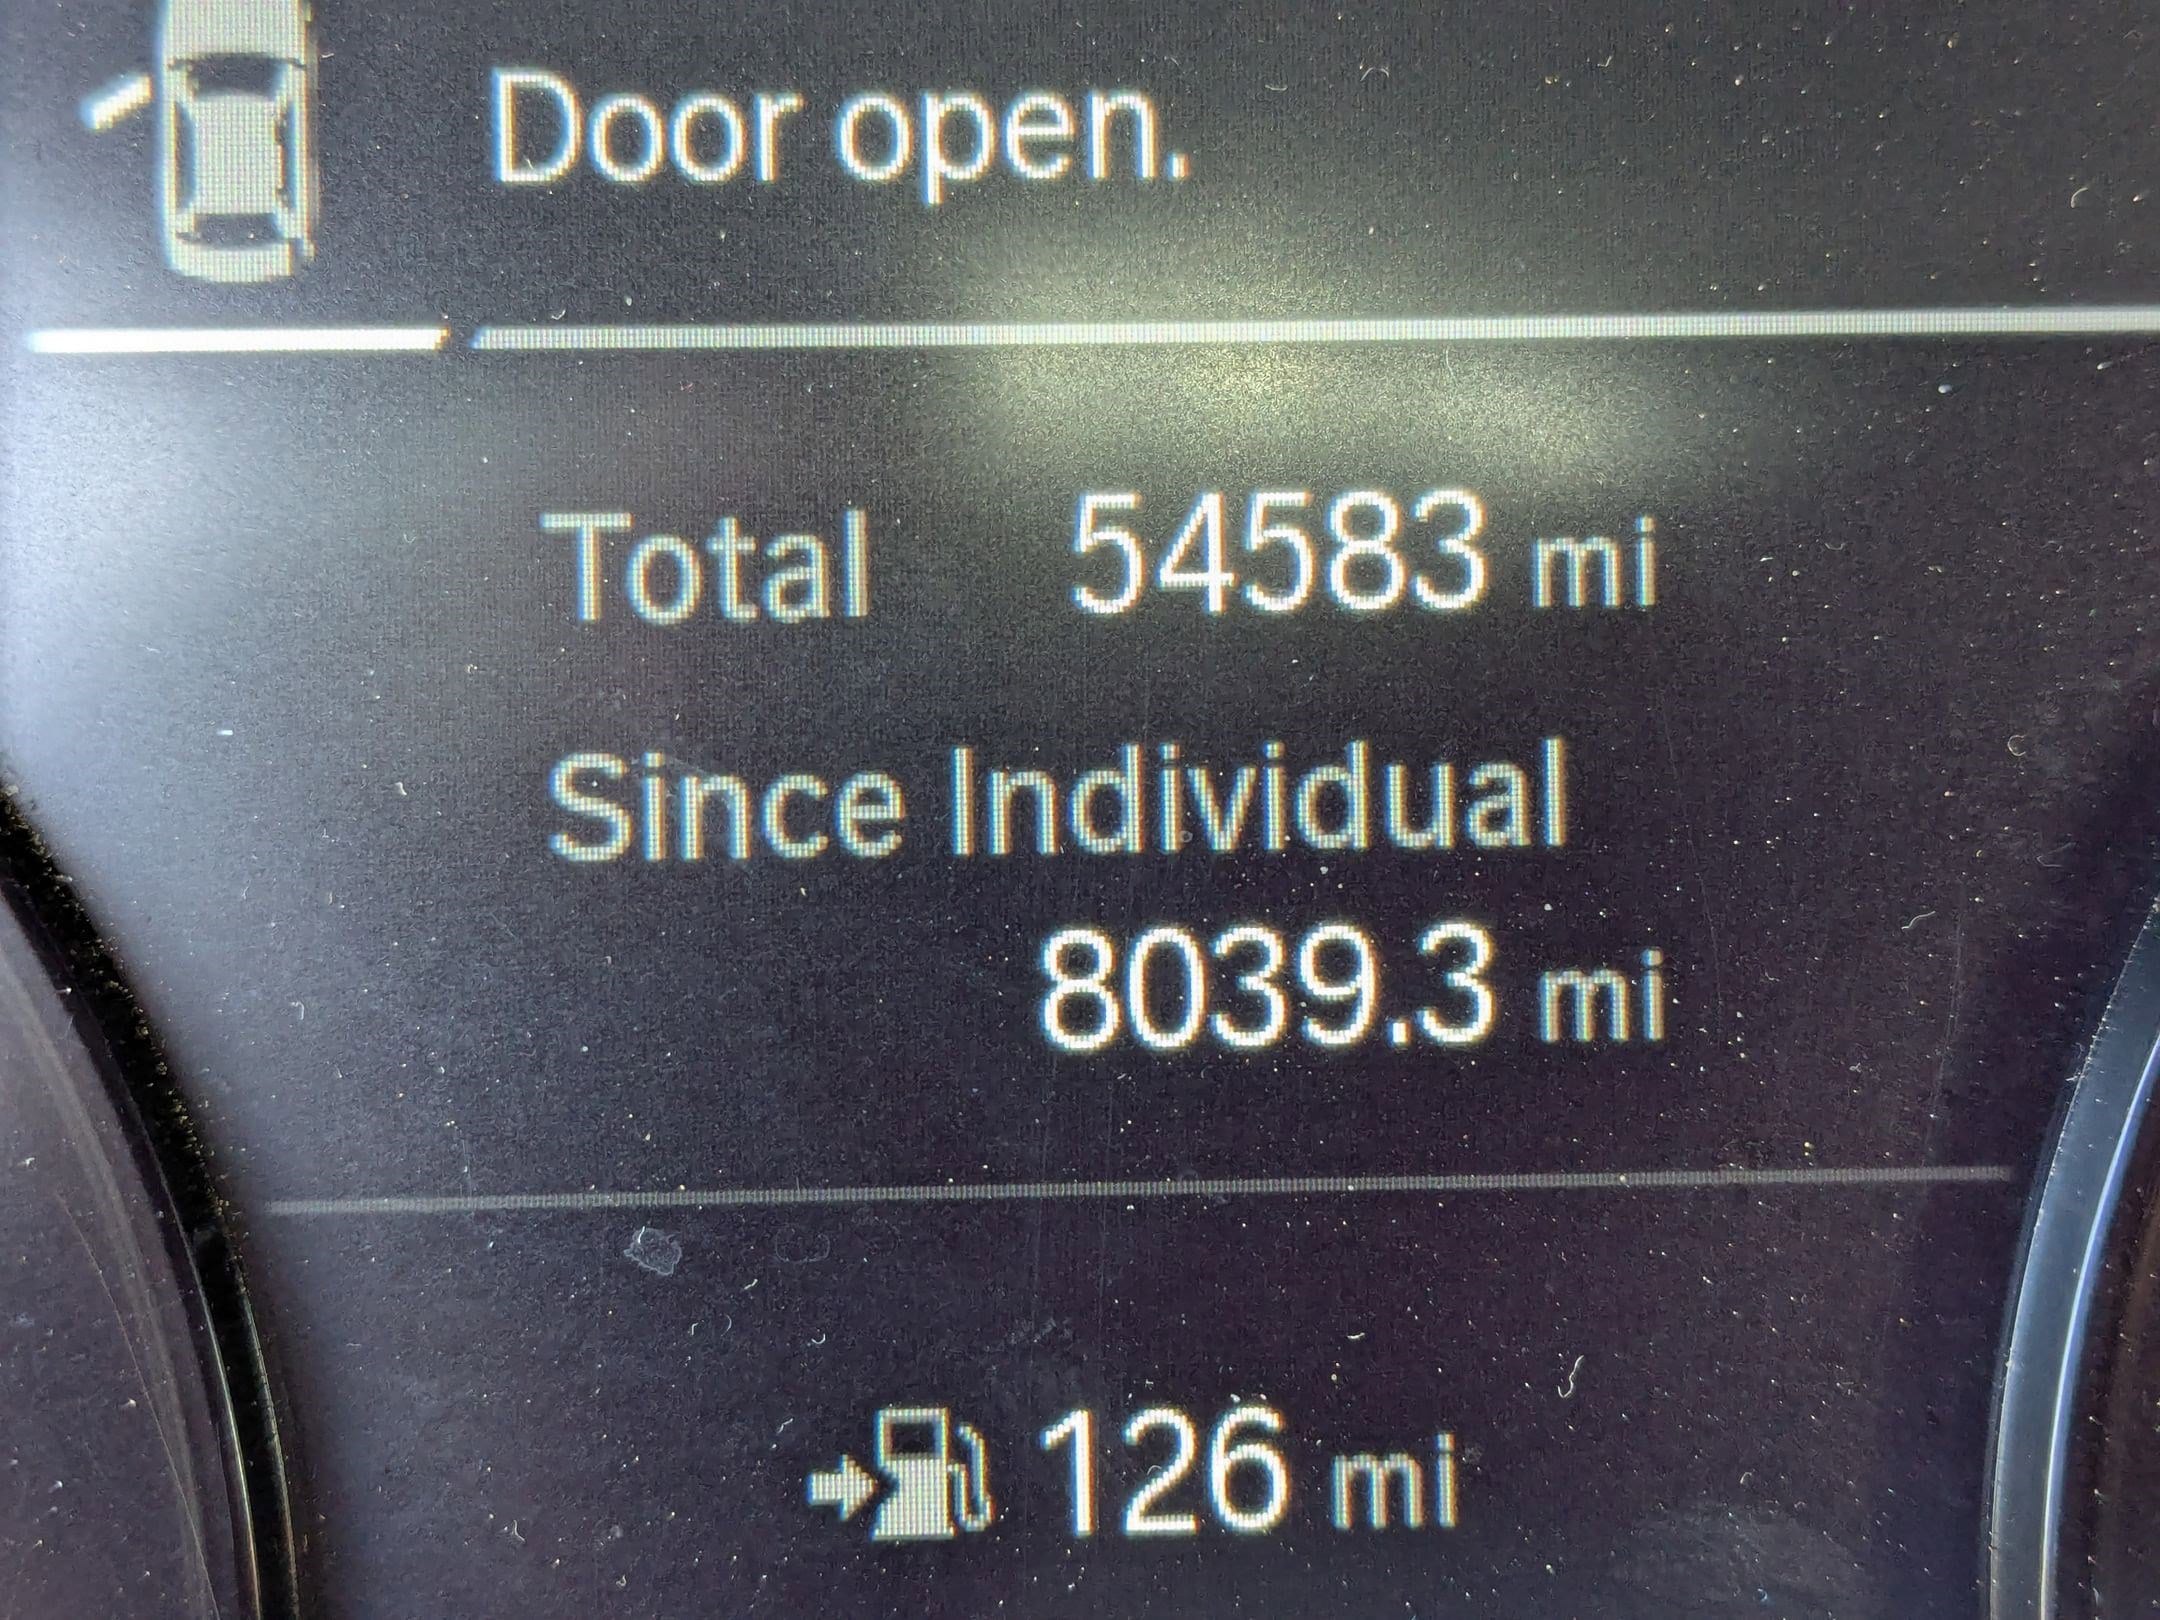 Door open.
Total 54583 mi
Since Individual
8039.3 mi
126 mi